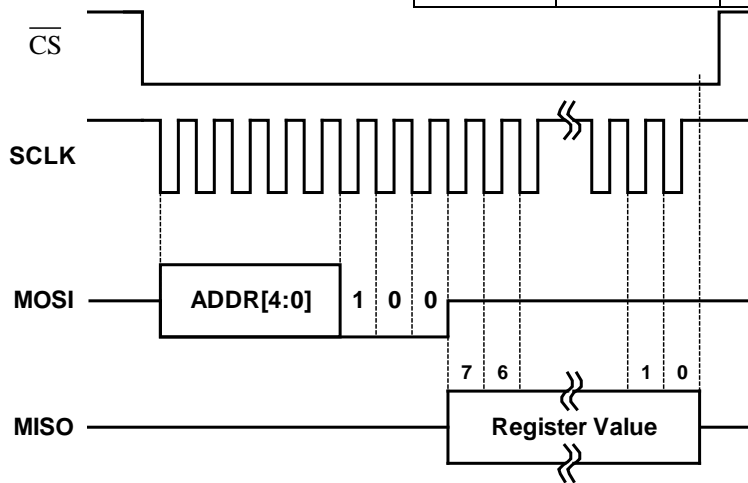 CS
SCLK
MOSI ADDR[4:0] 1 0 0
7 6 1 0
MISO Register Value